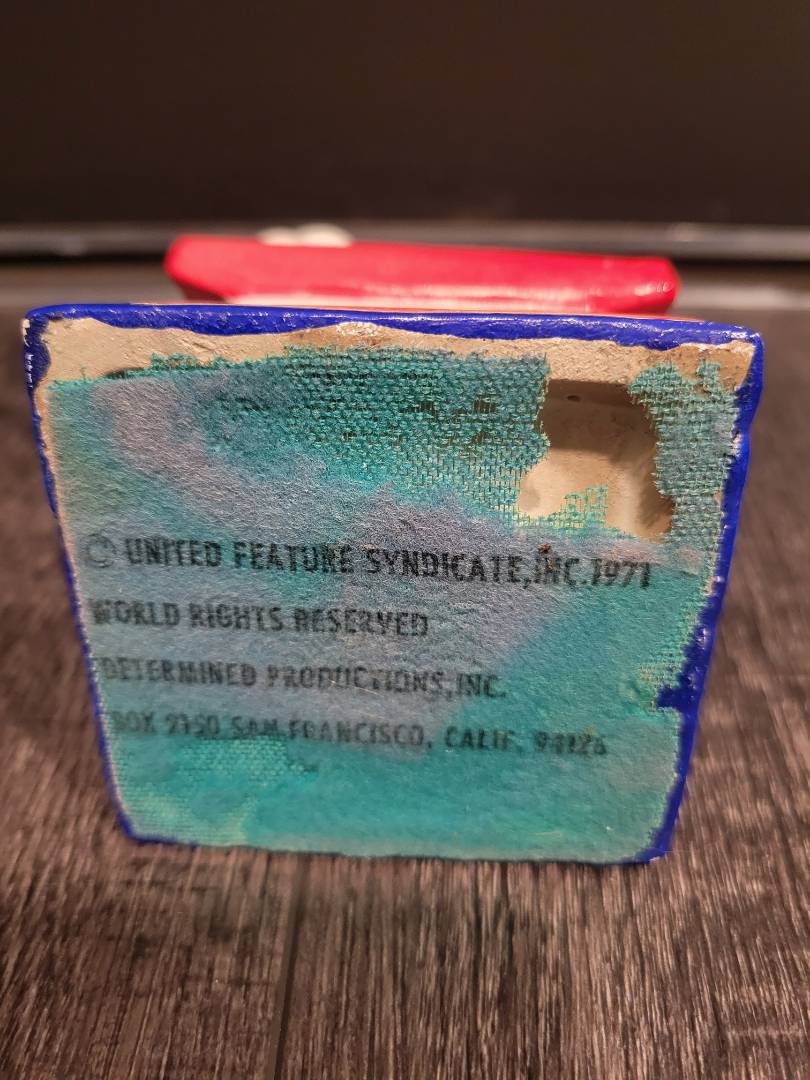 © UNITED FEATURE SYNDICATE,INC.1971
WORLD RIGHTS RESERVED
DETERMINED PRODUCTIONS,INC.
BOX 2150 SAN FRANCISCO, CALIF. 94126